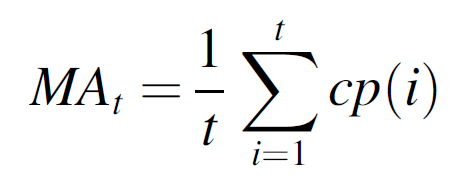 MA_t = \frac{1}{t} \sum_{i=1}^{t} cp(i)